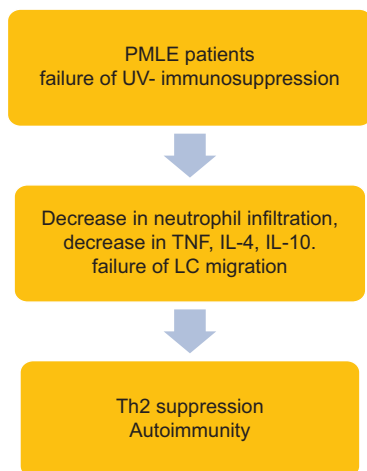 PMLE patients
failure of UV- immunosuppression
Decrease in neutrophil infiltration,
decrease in TNF, IL-4, IL-10.
failure of LC migration
Th2 suppression
Autoimmunity